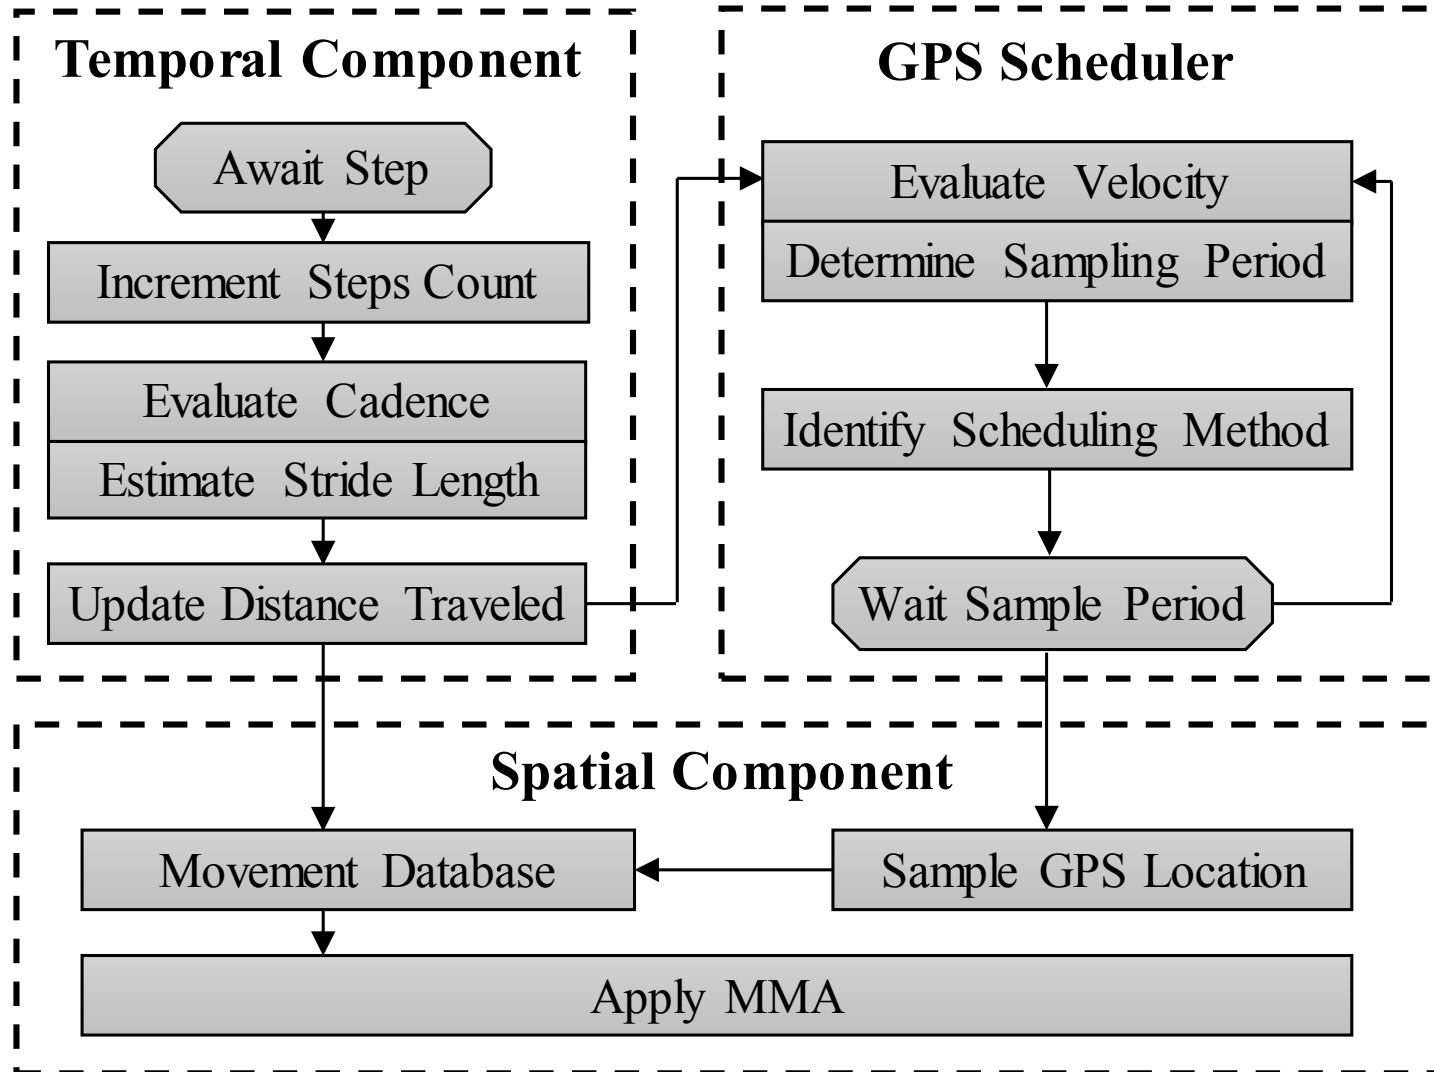 Temporal Component
Await Step
Increment Steps Count
Evaluate Cadence
Estimate Stride Length
Update Distance Traveled
GPS Scheduler
Evaluate Velocity
Determine Sampling Period
Identify Scheduling Method
Wait Sample Period
Spatial Component
Movement Database
Sample GPS Location
Apply MMA